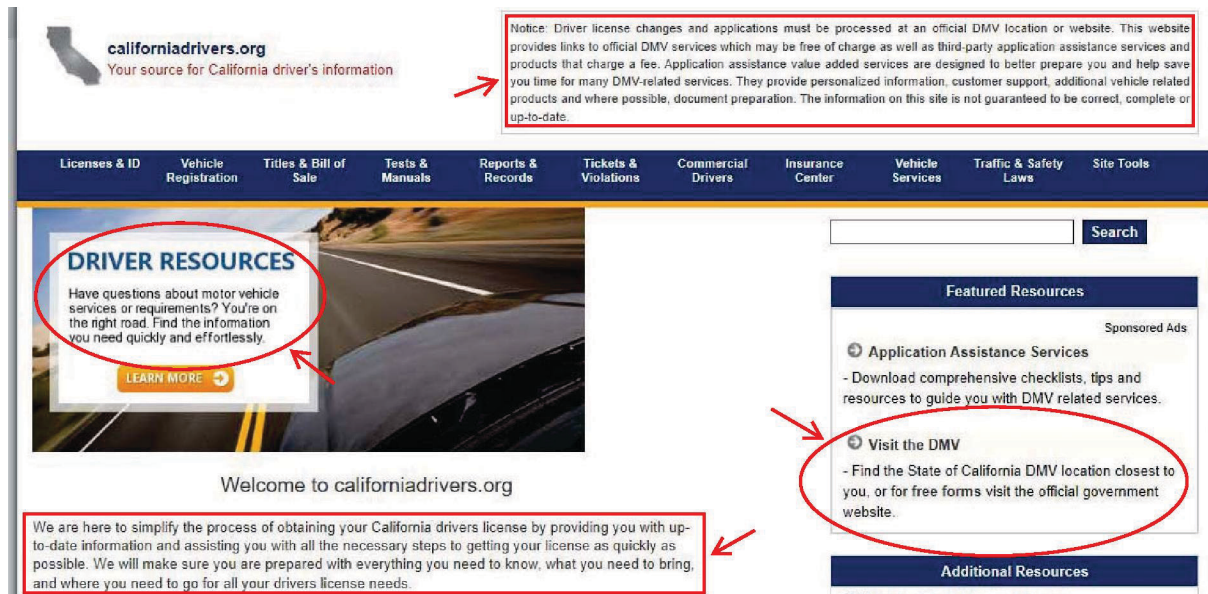 californiadrivers.org
Your source for California driver's information
Notice: Driver license changes and applications must be processed at an official DMV location or website. This website
provides links to official DMV services which may be free of charge as well as third-party application assistance services and
products that charge a fee. Application assistance value added services are designed to better prepare you and help save
you time for many DMV-related services. They provide personalized information, customer support, additional vehicle related
products and where possible, document preparation. The information on this site is not guaranteed to be correct, complete or
up-to-date.
Licenses & ID
Vehicle
Registration
Titles & Bill of
Sale
Tests &
Manuals
Reports &
Records
Tickets &
Violations
Commercial
Drivers
Insurance
Center
Vehicle
Services
Traffic & Safety
Laws
Site Tools
DRIVER RESOURCES
Have questions about motor vehicle
services or requirements? You're on
the right road. Find the information
you need quickly and effortlessly.
LEARN MORE
Welcome to californiadrivers.org
We are here to simplify the process of obtaining your California drivers license by providing you with up-
to-date information and assisting you with all the necessary steps to getting your license as quickly as
possible. We will make sure you are prepared with everything you need to know, what you need to bring,
and where you need to go for all your drivers license needs.
Search
Featured Resources
Sponsored Ads
Application Assistance Services
- Download comprehensive checklists, tips and
resources to guide you with DMV related services.
Visit the DMV
- Find the State of California DMV location closest to
you, or for free forms visit the official government
website.
Additional Resources